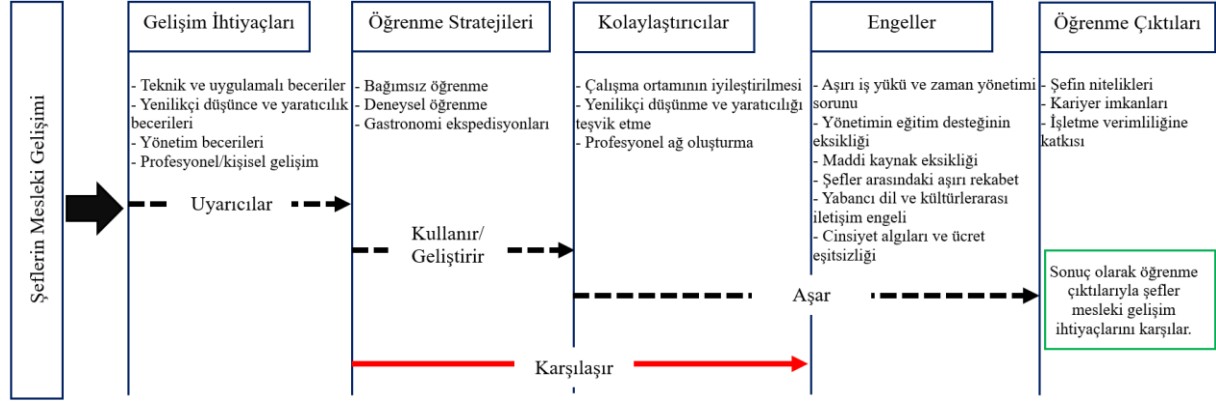 Şeflerin Mesleki Gelişimi
Gelişim İhtiyaçları
- Teknik ve uygulamalı beceriler
- Yenilikçi düşünce ve yaratıcılık
becerileri
- Yönetim becerileri
- Profesyonel/kişisel gelişim
Uyarıcılar
Öğrenme Stratejileri
- Bağımsız öğrenme
- Deneysel öğrenme
- Gastronomi ekspedisyonları
Kullanır/
Geliştirir
Kolaylaştırıcılar
- Çalışma ortamının iyileştirilmesi
- Yenilikçi düşünme ve yaratıcılığı
teşvik etme
- Profesyonel ağ oluşturma
Engeller
- Aşırı iş yükü ve zaman yönetimi
sorunu
- Yönetimin eğitim desteğinin
eksikliği
- Maddi kaynak eksikliği
- Şefler arasındaki aşırı rekabet
- Yabancı dil ve kültürlerarası
iletişim engeli
- Cinsiyet algıları ve ücret
eşitsizliği
Aşar
Karşılaşır
Öğrenme Çıktıları
- Şefin nitelikleri
- Kariyer imkanları
- İşletme verimliliğine
katkısı
Sonuç olarak öğrenme
çıktılarıyla şefler
mesleki gelişim
ihtiyaçlarını karşılar.